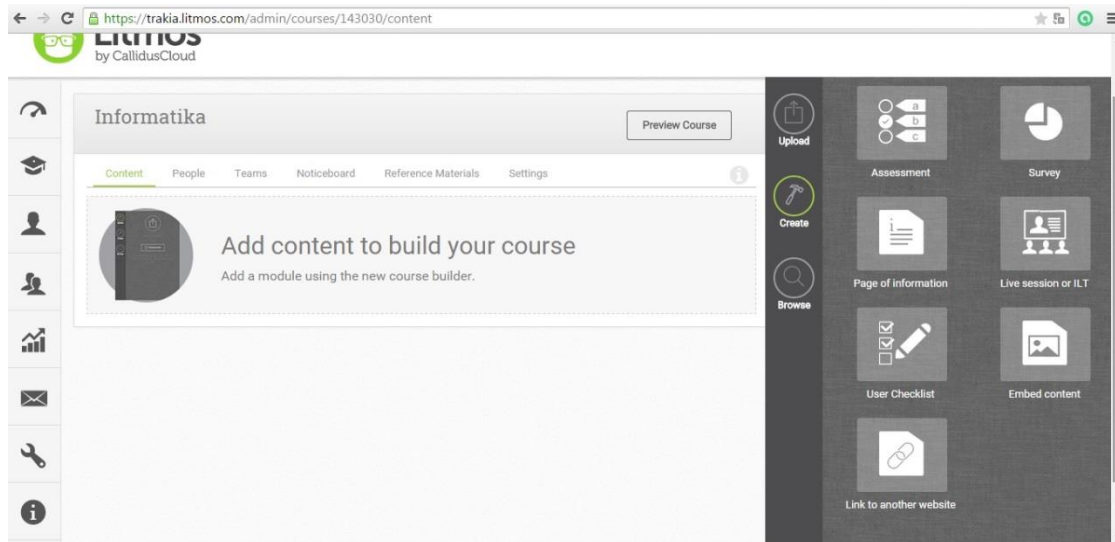 https://trakia.litmos.com/admin/courses/143030/content
Litmos
by CallidusCloud
Informatika
Preview Course
Content People Teams Noticeboard Reference Materials Settings
Add content to build your course
Add a module using the new course builder.
Upload
Create
Browse
a
b
c
Assessment
Survey
Page of information
Live session or ILT
User Checklist
Embed content
Link to another website